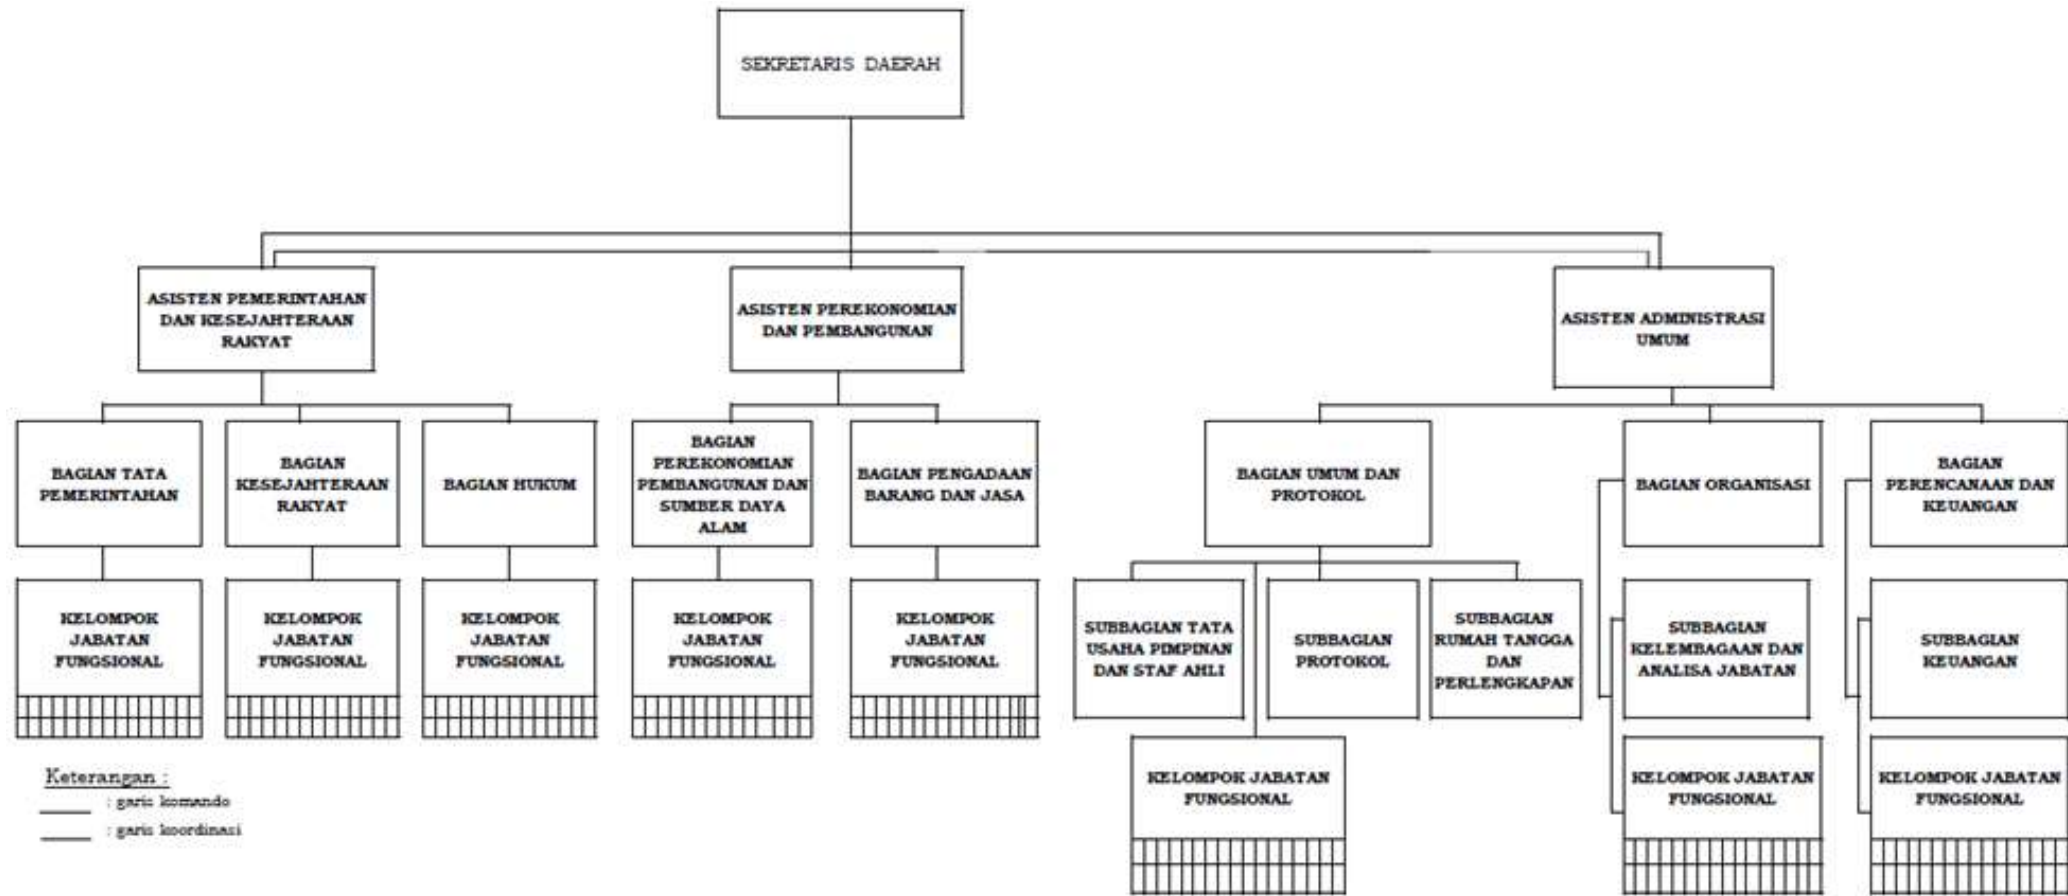 SEKRETARIS DAERAH
ASISTEN PEMERINTAHAN
DAN KESEJAHTERAAN
RAKYAT
ASISTEN PEREKONOMIAN
DAN PEMBANGUNAN
ASISTEN ADMINISTRASI
UMUM
BAGIAN TATA
PEMERINTAHAN
BAGIAN
KESEJAHTERAAN
RAKYAT
BAGIAN HUKUM
BAGIAN
PEREKONOMIAN
PEMBANGUNAN DAN
SUMBER DAYA
ALAM
BAGIAN PENGADAAN
BARANG DAN JASA
BAGIAN UMUM DAN
PROTOKOL
BAGIAN ORGANISASI
BAGIAN
PERENCANAAN DAN
KEUANGAN
KELOMPOK
JABATAN
FUNGSIONAL
KELOMPOK
JABATAN
FUNGSIONAL
KELOMPOK
JABATAN
FUNGSIONAL
KELOMPOK
JABATAN
FUNGSIONAL
KELOMPOK
JABATAN
FUNGSIONAL
SUBBAGIAN TATA
USAHA PIMPINAN
DAN STAF AHLI
SUBBAGIAN
PROTOKOL
SUBBAGIAN
RUMAH TANGGA
DAN
PERLENGKAPAN
SUBBAGIAN
KELEMBAGAAN DAN
ANALISA JABATAN
SUBBAGIAN
KEUANGAN
KELOMPOK JABATAN
FUNGSIONAL
KELOMPOK JABATAN
FUNGSIONAL
KELOMPOK JABATAN
FUNGSIONAL
Keterangan :
: garis komando
: garis koordinasi